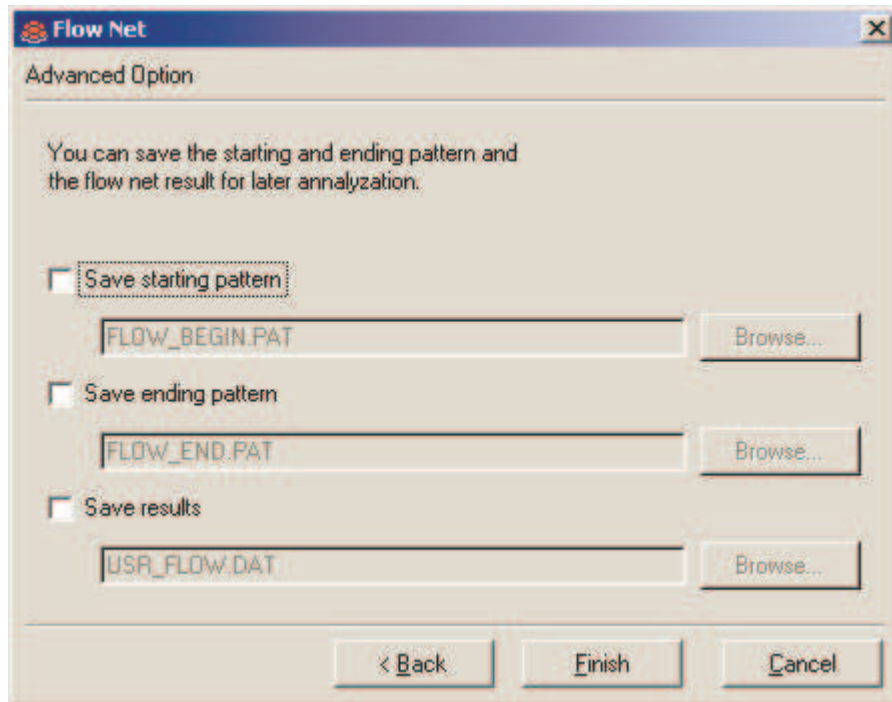 Flow Net
Advanced Option
You can save the starting and ending pattern and
the flow net result for later annalyzation.
Save starting pattern
FLOW_BEGIN.PAT
Browse...
Save ending pattern
FLOW_END.PAT
Browse...
Save results
USR_FLOW.DAT
Browse...
< Back
Finish
Cancel